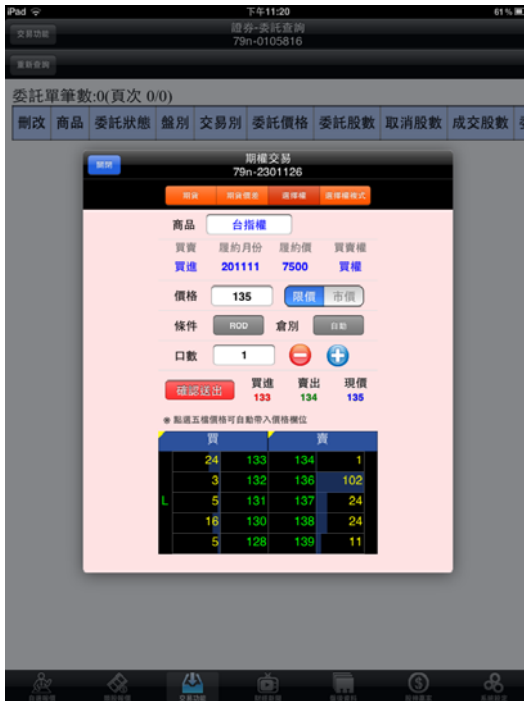 iPad 下午11:20 61%
證券-委託查詢
79n-0105816
交易功能
重新查詢
委託單筆數:0(頁次 0/0)
刪改 商品 委託狀態 盤別 交易別 委託價格 委託股數 取消股數 成交股數
關閉 期權交易
79n-2301126
期貨 期貨價差 選擇權 選擇權複式
商品 台指權
買賣 履約月份 履約價 買賣權
買進 201111 7500 買權
價格 135 限價 市價
條件 ROD 倉別 自動
口數 1
確認送出 買進 賣出 現價
133 134 135
◉ 點選五檔價格可自動帶入價格欄位
買 賣
24 133 134 1
3 132 136 102
L 5 131 137 24
16 130 138 24
5 128 139 11
交易功能